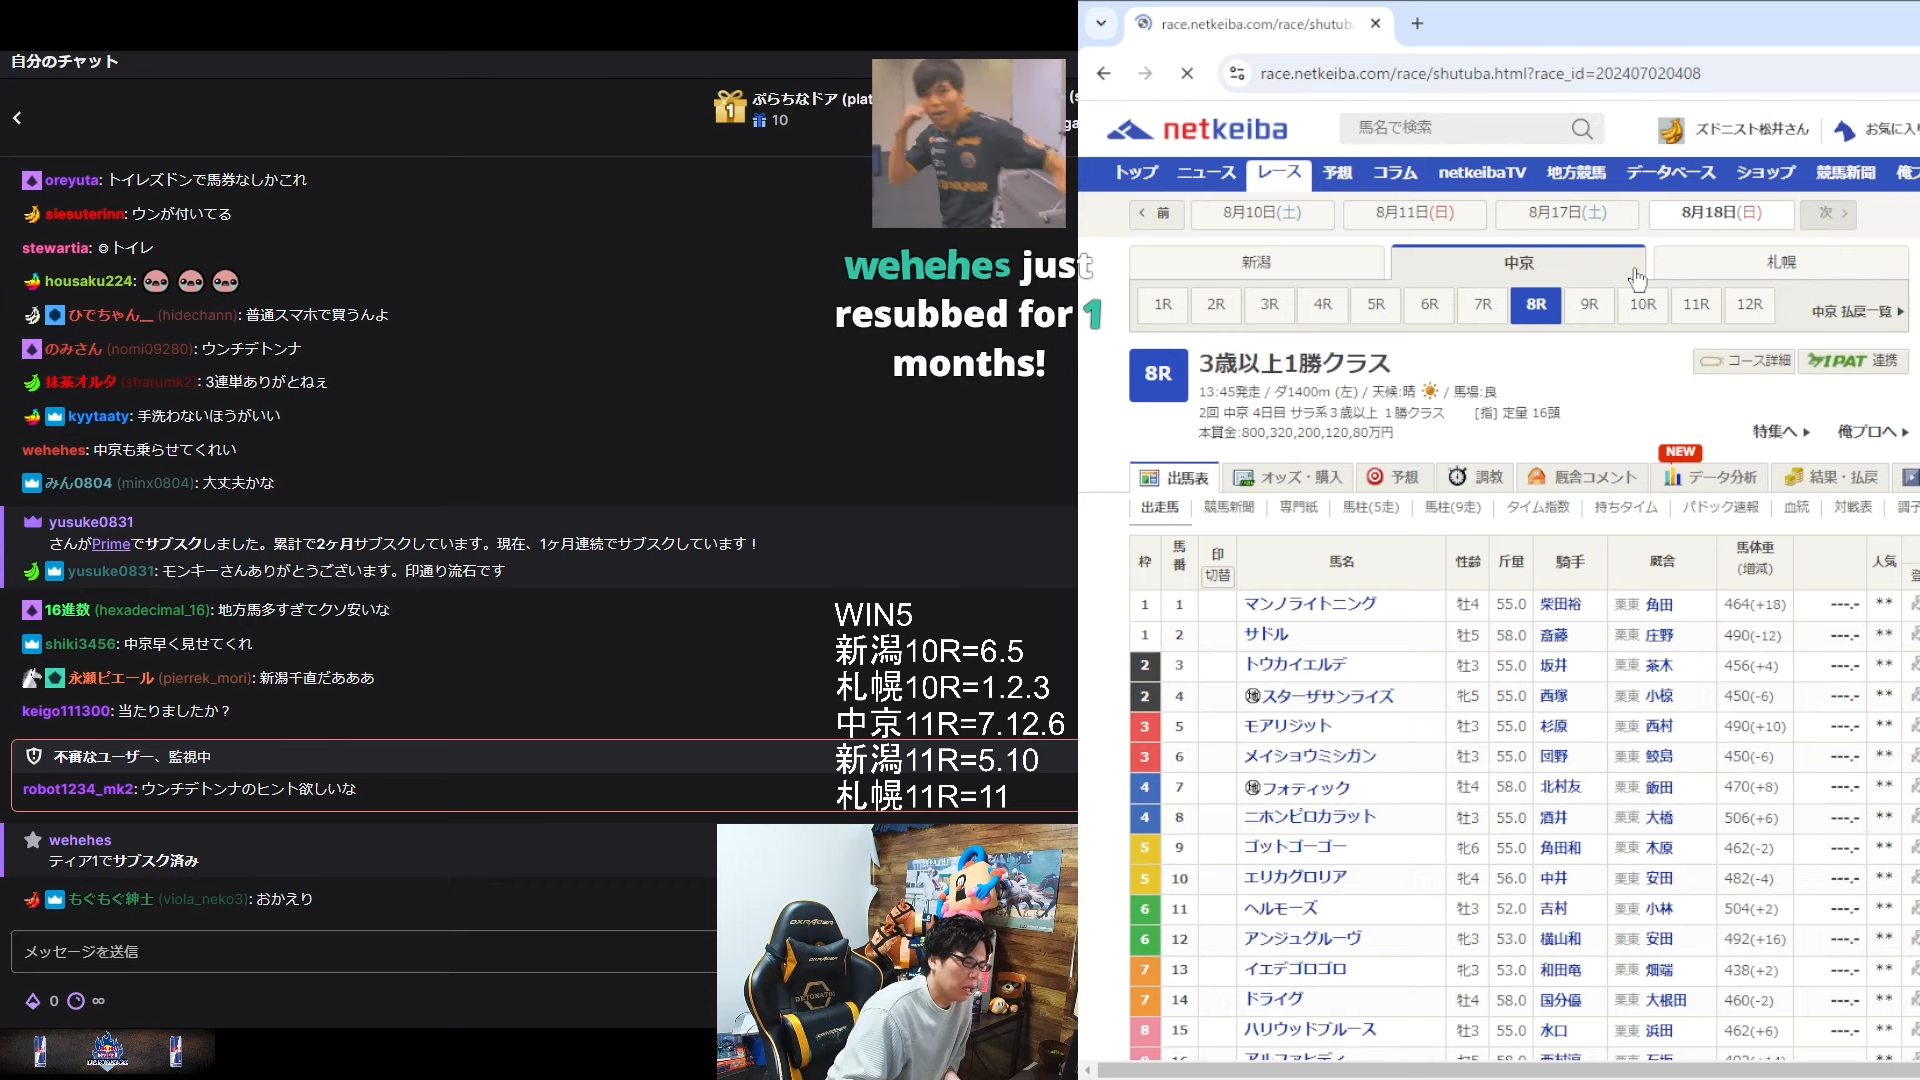 自分のチャット
ぷらちなドア (plat
10
oreyuta: トイレズドンで馬券なしかこれ
siesuterinn: ウンが付いてる
stewartia: ◎トイレ
housaku224:
ひでちゃん__ (hidechann): 普通スマホで買うんよ
のみさん (nomi09280): ウンチデトンナ
抹茶オルタ (sharumk2): 3連単ありがとねぇ
kyytaaty: 手洗わないほうがいい
wehehes: 中京も乗らせてくれい
みん0804 (minx0804): 大丈夫かな
yusuke0831
さんがPrimeでサブスクしました。累計で2ヶ月サブスクしています。現在、1ヶ月連続でサブスクしています！
yusuke0831: モンキーさんありがとうございます。印通り流石です
16進数 (hexadecimal_16): 地方馬多すぎてクソ安いな
shiki3456: 中京早く見せてくれ
永瀬ピエール (pierrek_mori): 新潟千直だあああ
keigo111300: 当たりましたか？
不審なユーザー、監視中
robot1234_mk2: ウンチデトンナのヒント欲しいな
wehehes
ティア1でサブスク済み
もぐもぐ紳士 (viola_neko3): おかえり
メッセージを送信
0 ∞
wehehes just
resubbed for 1
months!
WIN5
新潟10R=6.5
札幌10R=1.2.3
中京11R=7.12.6
新潟11R=5.10
札幌11R=11
race.netkeiba.com/race/shutub
race.netkeiba.com/race/shutuba.html?race_id=202407020408
netkeiba 馬名で検索 ズドニスト松井さん お気に入り
トップ ニュース レース 予想 コラム netkeibaTV 地方競馬 データベース ショップ 競馬新聞 俺プ
前 8月10日(土) 8月11日(日) 8月17日(土) 8月18日(日) 次
新潟 中京 札幌
1R 2R 3R 4R 5R 6R 7R 8R 9R 10R 11R 12R 中京 払戻一覧
8R 3歳以上1勝クラス コース詳細 IPAT 連携
13:45発走 / ダ1400m (左) / 天候:晴 / 馬場:良
2回 中京 4日目 サラ系３歳以上 １勝クラス [指] 定量 16頭
本賞金:800,320,200,120,80万円
特集へ 俺プロへ
NEW
出馬表 オッズ・購入 予想 調教 厩舎コメント データ分析 結果・払戻
出走馬 競馬新聞 専門紙 馬柱(5走) 馬柱(9走) タイム指数 持ちタイム パドック速報 血統 対戦表 調子
枠 馬番 印 切替 馬名 性齢 斤量 騎手 厩舎 馬体重(増減) 人気
1 1 マンノライトニング 牡4 55.0 柴田裕 栗東 角田 464(+18) ---.- **
1 2 サドル 牡5 58.0 斎藤 栗東 庄野 490(-12) ---.- **
2 3 トウカイエルデ 牡3 55.0 坂井 栗東 茶木 456(+4) ---.- **
2 4 地スターザサンライズ 牝5 55.0 西塚 栗東 小椋 450(-6) ---.- **
3 5 モアリジット 牡3 55.0 杉原 栗東 西村 490(+10) ---.- **
3 6 メイショウミシガン 牡3 55.0 団野 栗東 鮫島 450(-6) ---.- **
4 7 地フォティック 牡4 58.0 北村友 栗東 飯田 470(+8) ---.- **
4 8 ニホンピロカラット 牡3 55.0 酒井 栗東 大橋 506(+6) ---.- **
5 9 ゴットゴーゴー 牝6 55.0 角田和 栗東 木原 462(-2) ---.- **
5 10 エリカグロリア 牝4 56.0 中井 栗東 安田 482(-4) ---.- **
6 11 ヘルモーズ 牡3 52.0 吉村 栗東 小林 504(+2) ---.- **
6 12 アンジュグルーヴ 牝3 53.0 横山和 栗東 安田 492(+16) ---.- **
7 13 イエデゴロゴロ 牝3 53.0 和田竜 栗東 畑端 438(+2) ---.- **
7 14 ドライグ 牡4 58.0 国分優 栗東 大根田 460(-2) ---.- **
8 15 ハリウッドブルース 牡3 55.0 水口 栗東 浜田 462(+6) ---.- **